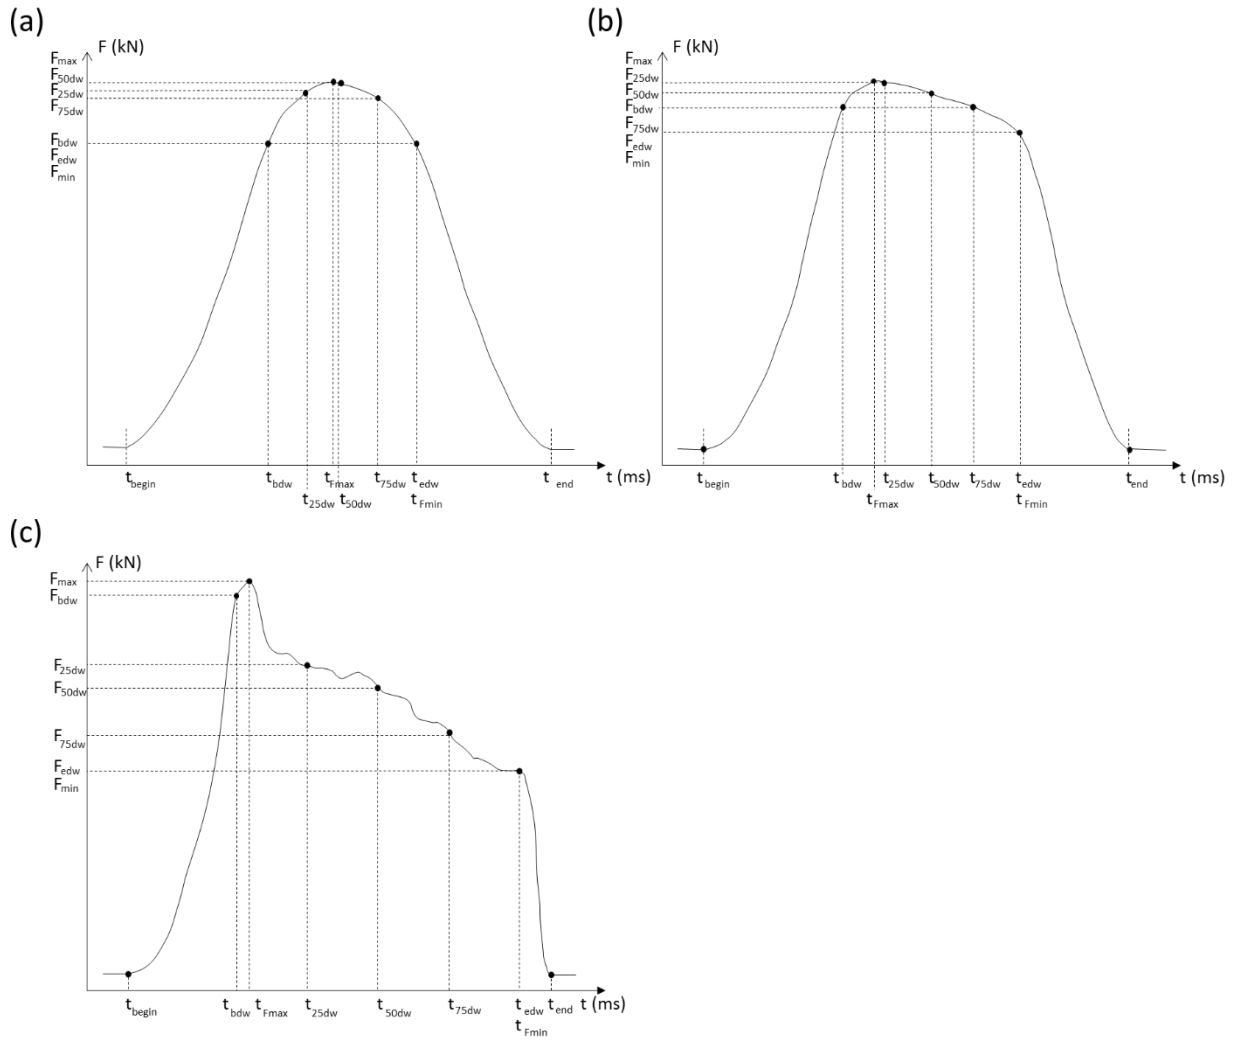 (a)
F (kN)
Fmax
F50dw
F25dw
F75dw
Fbdw
Fedw
Fmin
tbegin
tbdw
tFmax
t75dw
tedw
tend
t (ms)
t25dw
t50dw
tFmin
(b)
F (kN)
Fmax
F25dw
F50dw
Fbdw
F75dw
Fedw
Fmin
tbegin
tbdw
t25dw
t50dw
t75dw
tedw
tend
t (ms)
tFmax
tFmin
(c)
F (kN)
Fmax
Fbdw
F25dw
F50dw
F75dw
Fedw
Fmin
tbegin
tbdw
tFmax
t25dw
t50dw
t75dw
tedw
tend
t (ms)
tFmin